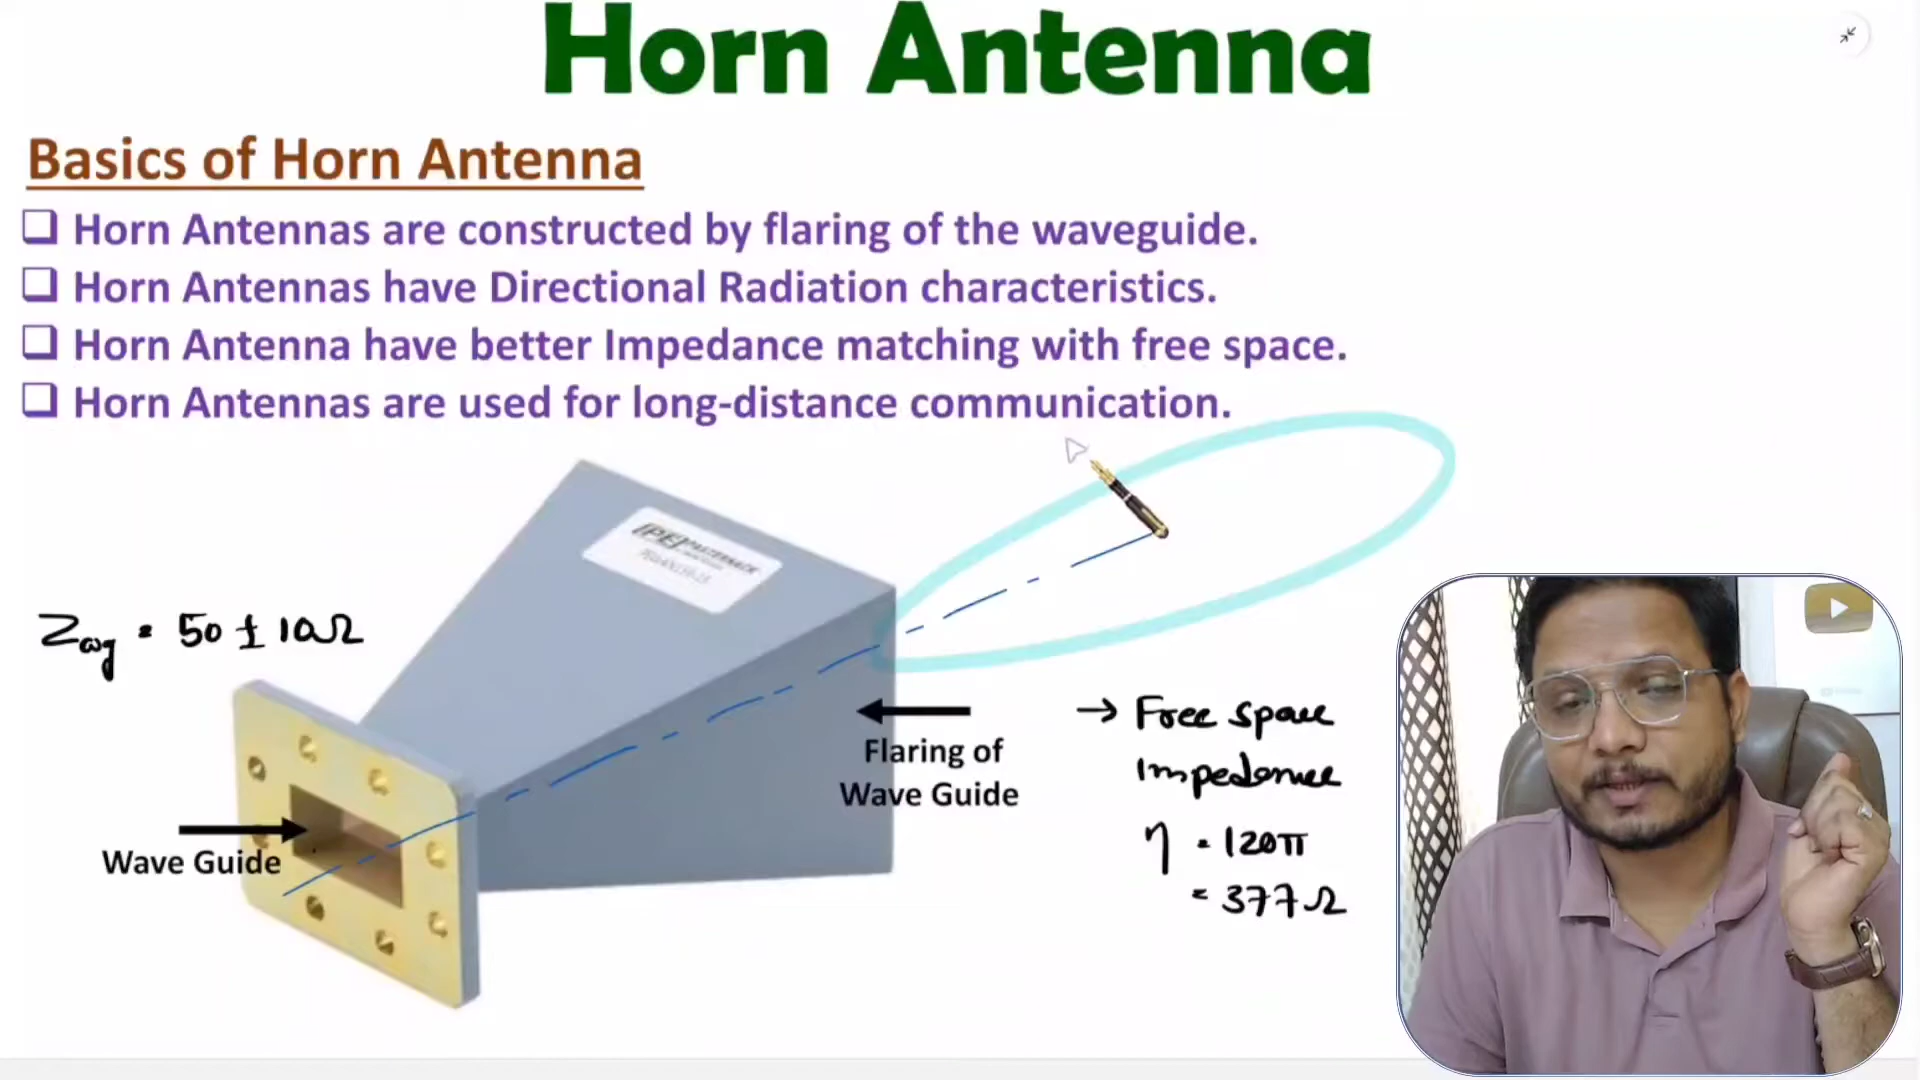 Horn Antenna
Basics of Horn Antenna
❑ Horn Antennas are constructed by flaring of the waveguide.
❑ Horn Antennas have Directional Radiation characteristics.
❑ Horn Antenna have better Impedance matching with free space.
❑ Horn Antennas are used for long-distance communication.
PASTERNACK
Zwg = 50 ± 10Ω
Wave Guide
Flaring of
Wave Guide
→ Free space
Impedance
η = 120π
= 377Ω